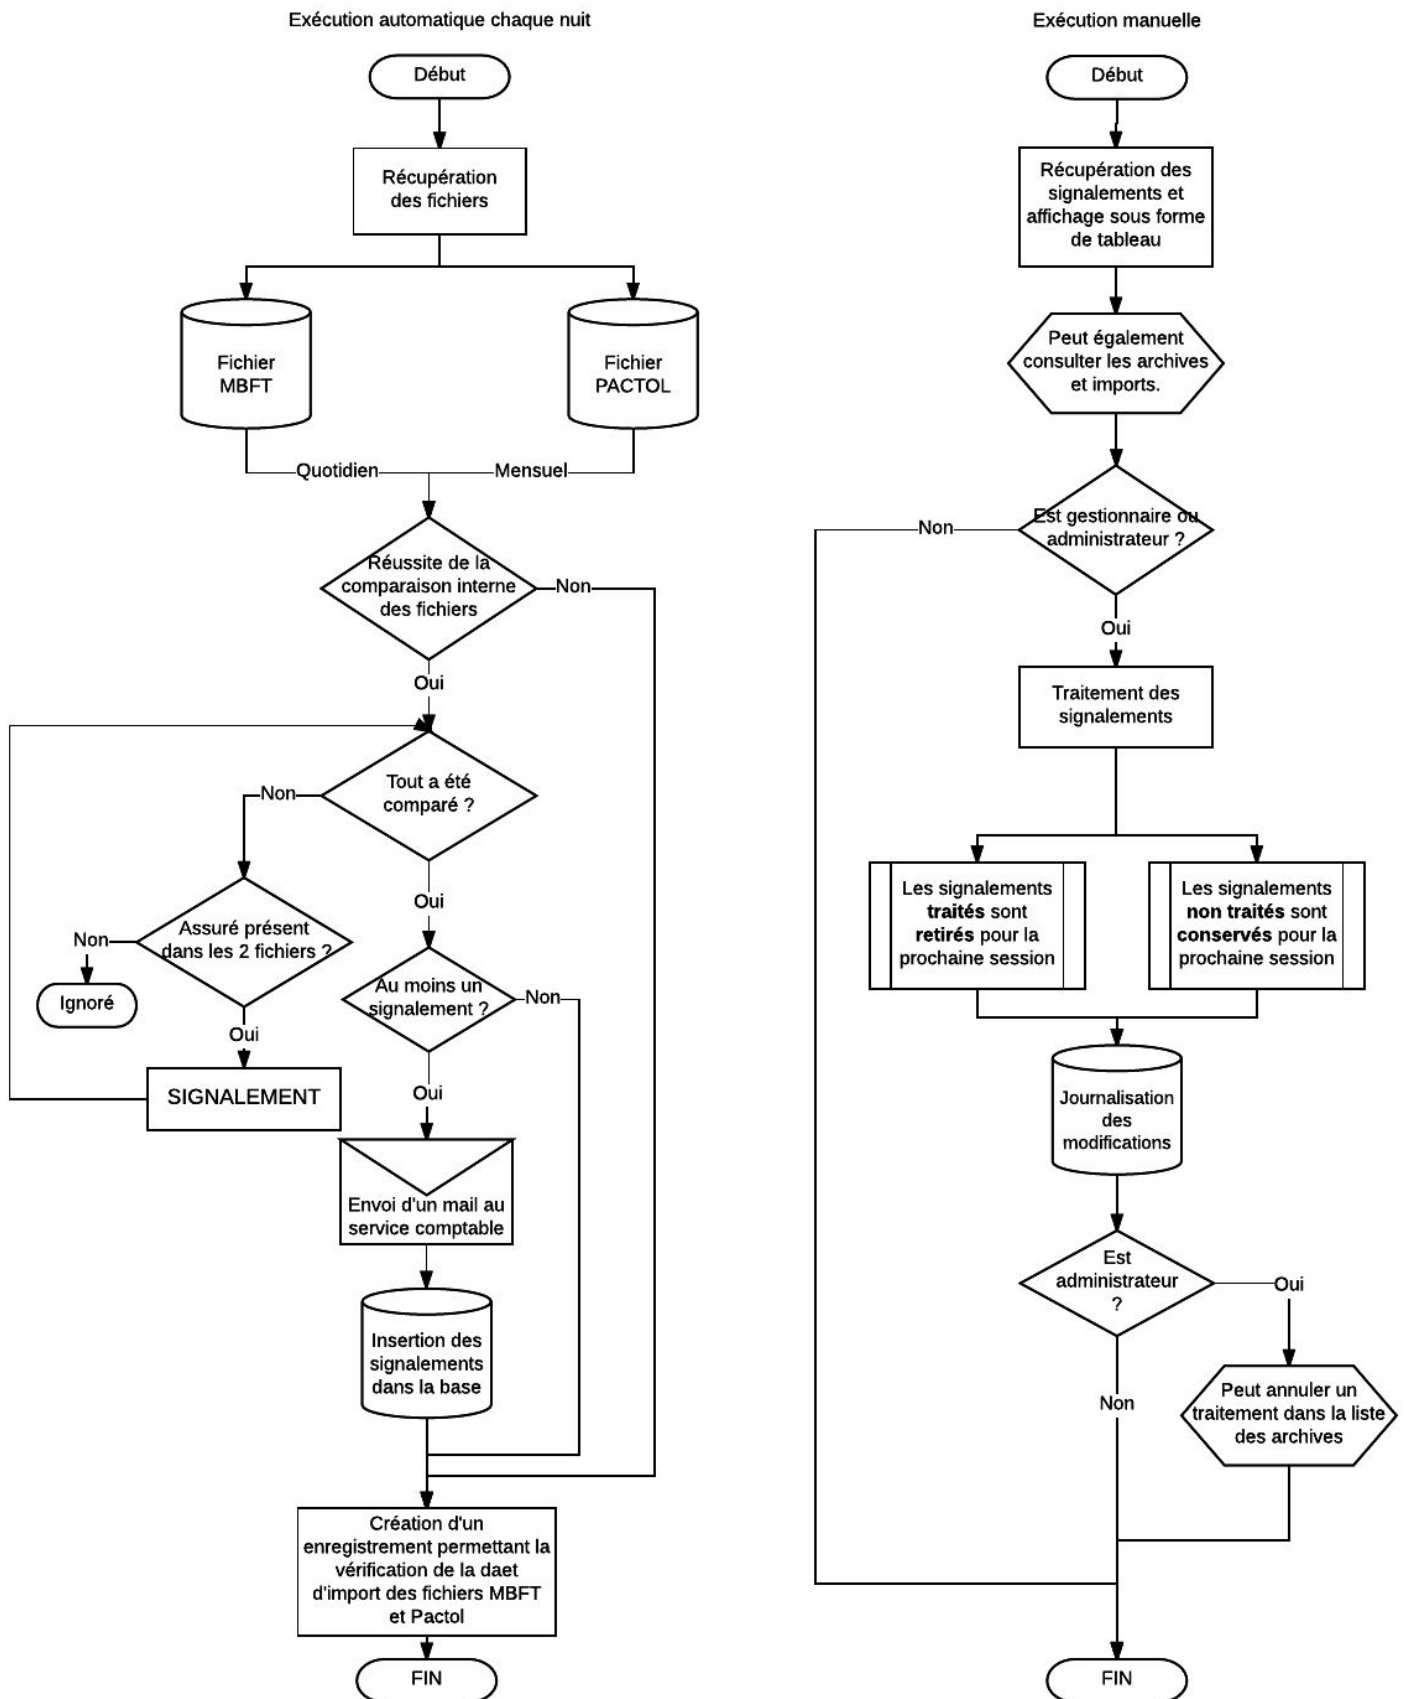 Exécution automatique chaque nuit
Début
Récupération
des fichiers
Fichier
MBFT
Fichier
PACTOL
Quotidien
Mensuel
Réussite de la
comparaison interne
des fichiers
Non
Oui
Tout a été
comparé ?
Non
Oui
Assuré présent
dans les 2 fichiers ?
Non
Ignoré
Oui
SIGNALEMENT
Au moins un
signalement ?
Non
Oui
Envoi d'un mail au
service comptable
Insertion des
signalements
dans la base
Création d'un
enregistrement permettant la
vérification de la daet
d'import des fichiers MBFT
et Pactol
FIN
Exécution manuelle
Début
Récupération des
signalements et
affichage sous forme
de tableau
Peut également
consulter les archives
et imports.
Est gestionnaire ou
administrateur ?
Non
Oui
Traitement des
signalements
Les signalements
traités sont
retirés pour la
prochaine session
Les signalements
non traités sont
conservés pour la
prochaine session
Journalisation
des
modifications
Est
administrateur
?
Oui
Non
Peut annuler un
traitement dans la liste
des archives
FIN